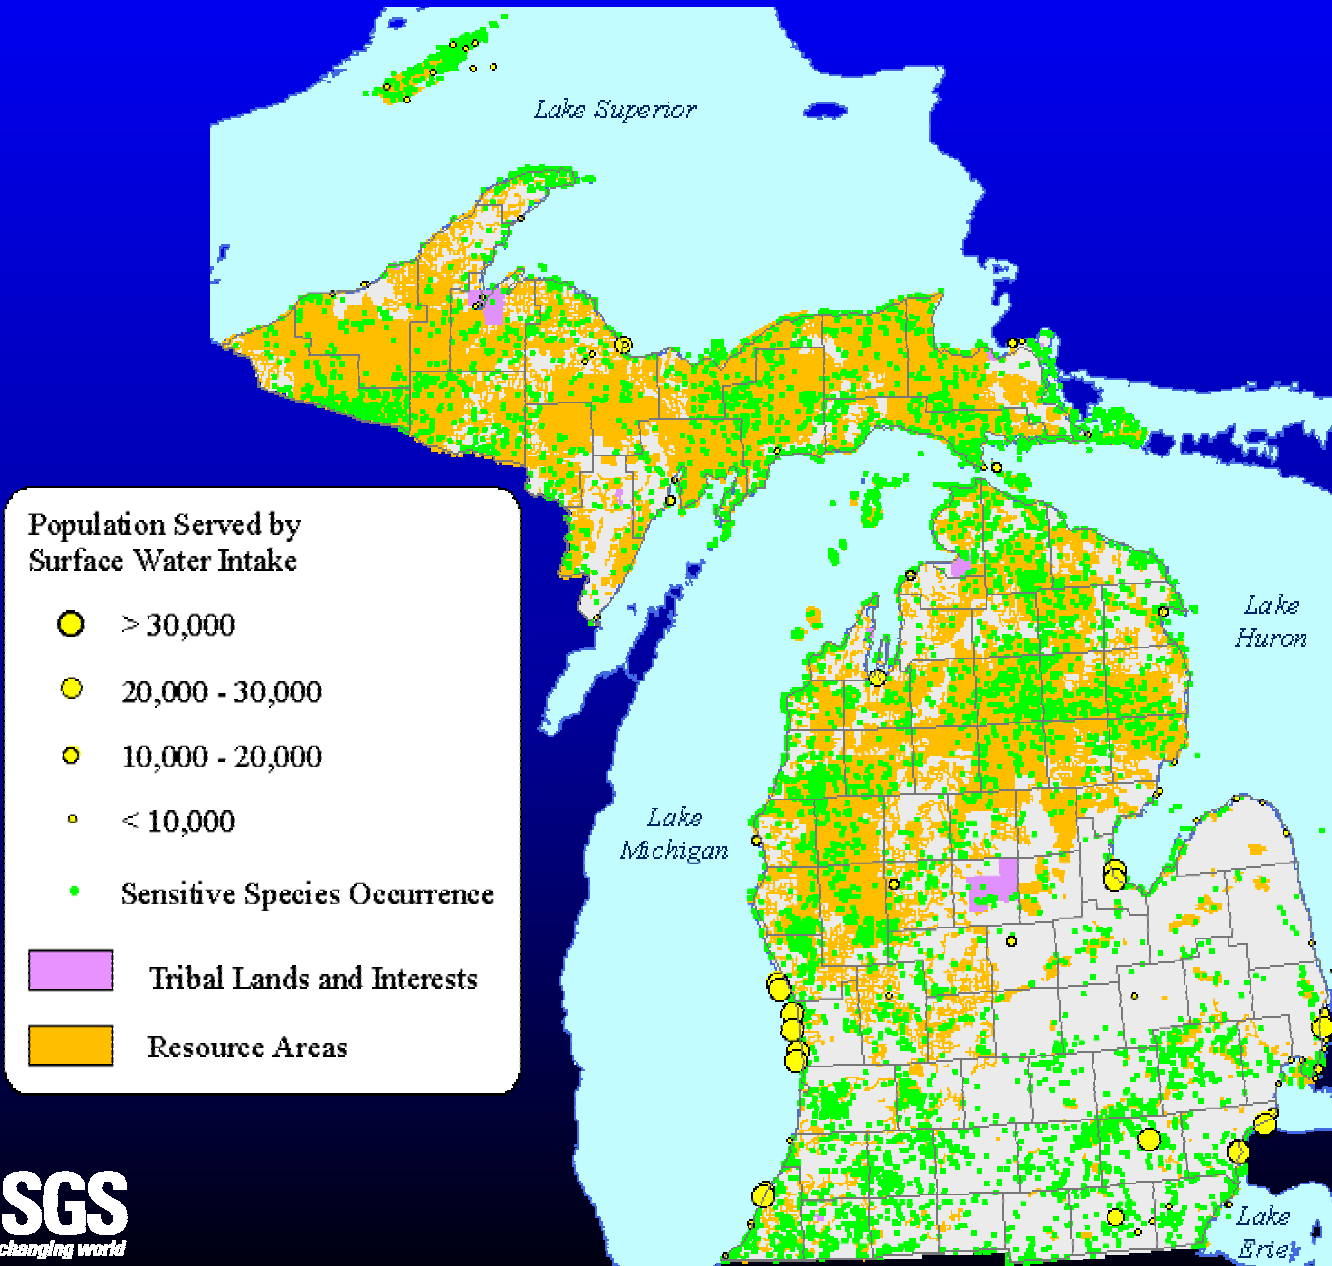 Lake Superior
Population Served by
Surface Water Intake
> 30,000
20,000 - 30,000
10,000 - 20,000
< 10,000
Sensitive Species Occurrence
Tribal Lands and Interests
Resource Areas
Lake
Huron
Lake
Michigan
Lake
Erie
SGS
changing world